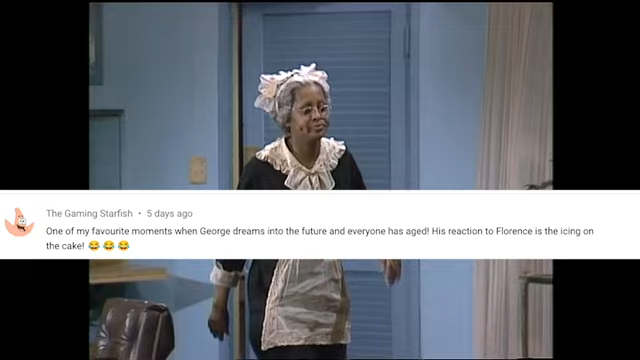 The Gaming Starfish • 5 days ago
One of my favourite moments when George dreams into the future and everyone has aged! His reaction to Florence is the icing on
the cake! 😂 😂 😂